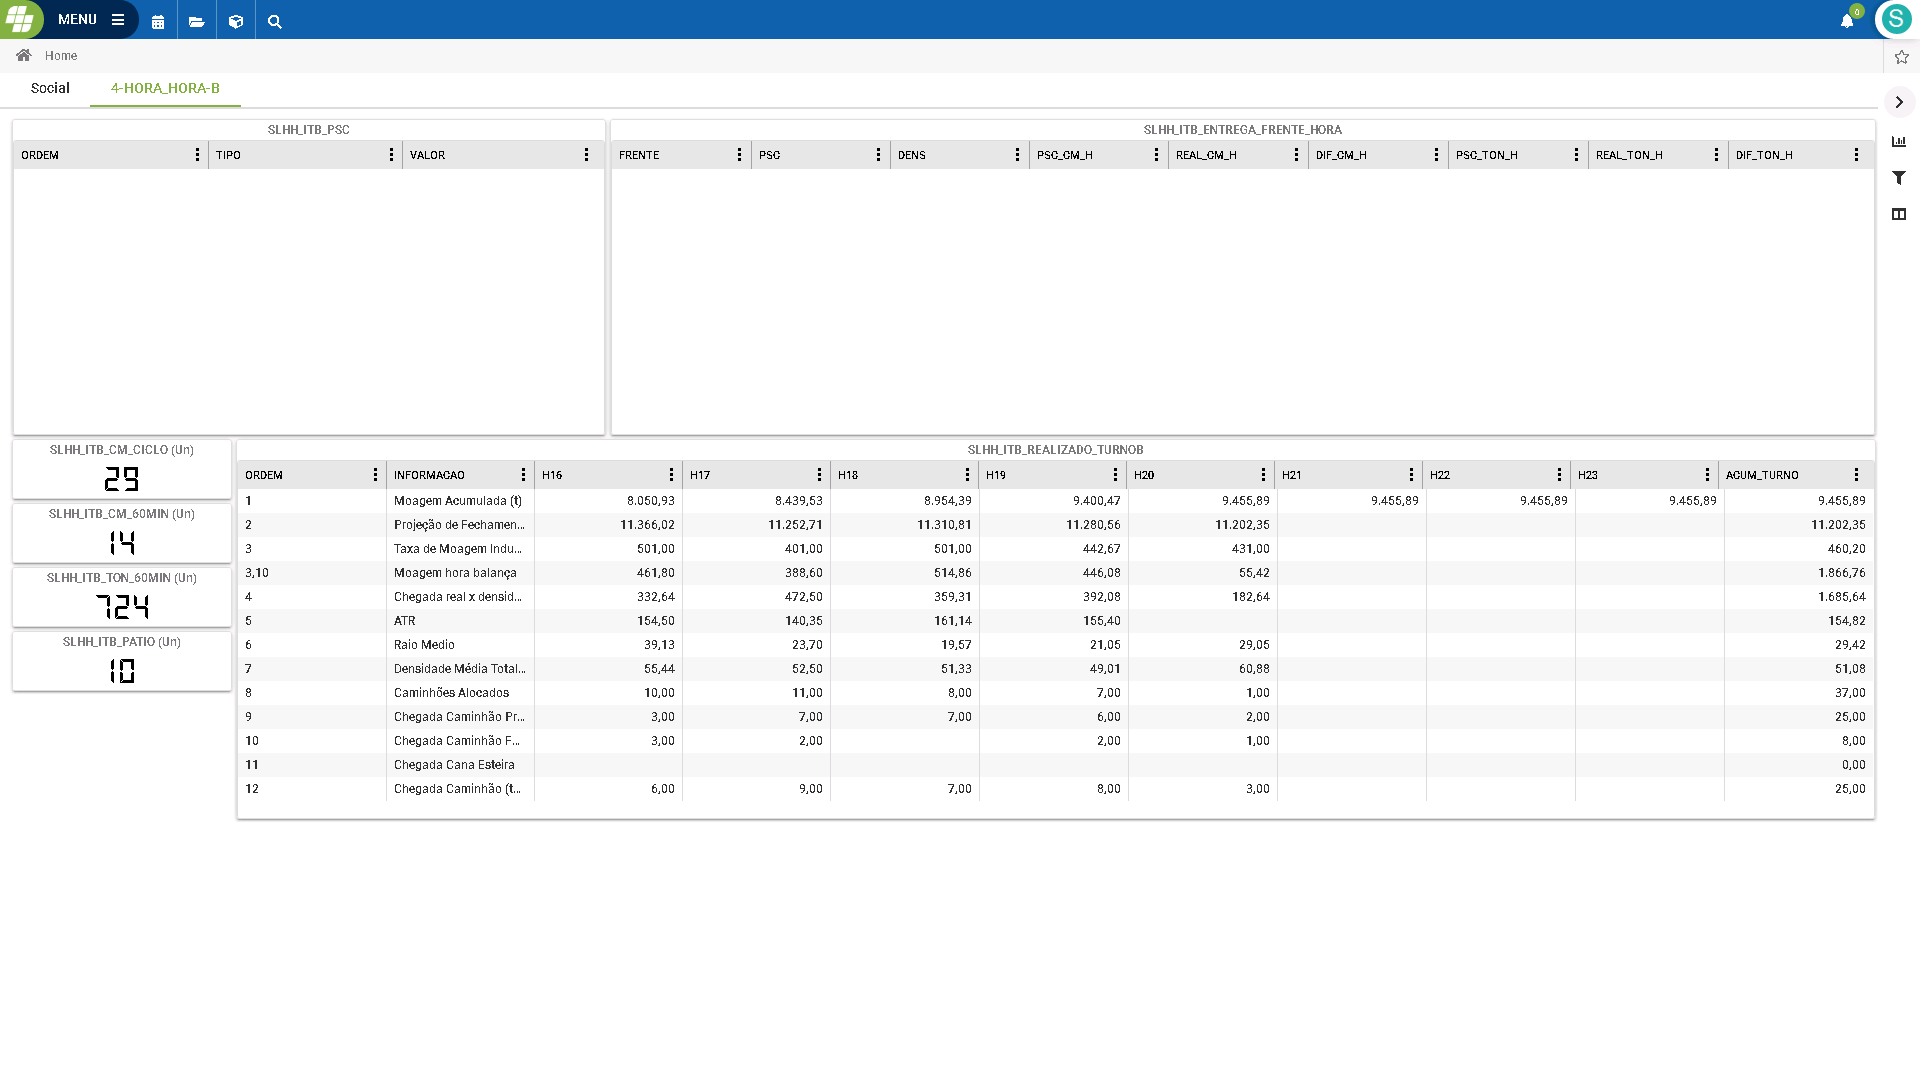 MENU
0
S
Home
Social 4-HORA_HORA-B
SLHH_ITB_PSC
ORDEM TIPO VALOR
SLHH_ITB_ENTREGA_FRENTE_HORA
FRENTE PSC DENS PSC_CM_H REAL_CM_H DIF_CM_H PSC_TON_H REAL_TON_H DIF_TON_H
SLHH_ITB_CM_CICLO (Un)
29
SLHH_ITB_CM_60MIN (Un)
14
SLHH_ITB_TON_60MIN (Un)
724
SLHH_ITB_PATIO (Un)
10
SLHH_ITB_REALIZADO_TURNOB
ORDEM INFORMACAO H16 H17 H18 H19 H20 H21 H22 H23 ACUM_TURNO
1 Moagem Acumulada (t) 8.050,93 8.439,53 8.954,39 9.400,47 9.455,89 9.455,89 9.455,89 9.455,89 9.455,89
2 Projeção de Fechamen... 11.366,02 11.252,71 11.310,81 11.280,56 11.202,35 11.202,35
3 Taxa de Moagem Indu... 501,00 401,00 501,00 442,67 431,00 460,20
3,10 Moagem hora balança 461,80 388,60 514,86 446,08 55,42 1.866,76
4 Chegada real x densid... 332,64 472,50 359,31 392,08 182,64 1.685,64
5 ATR 154,50 140,35 161,14 155,40 154,82
6 Raio Medio 39,13 23,70 19,57 21,05 29,05 29,42
7 Densidade Média Total... 55,44 52,50 51,33 49,01 60,88 51,08
8 Caminhões Alocados 10,00 11,00 8,00 7,00 1,00 37,00
9 Chegada Caminhão Pr... 3,00 7,00 7,00 6,00 2,00 25,00
10 Chegada Caminhão F... 3,00 2,00 2,00 1,00 8,00
11 Chegada Cana Esteira 0,00
12 Chegada Caminhão (t... 6,00 9,00 7,00 8,00 3,00 25,00